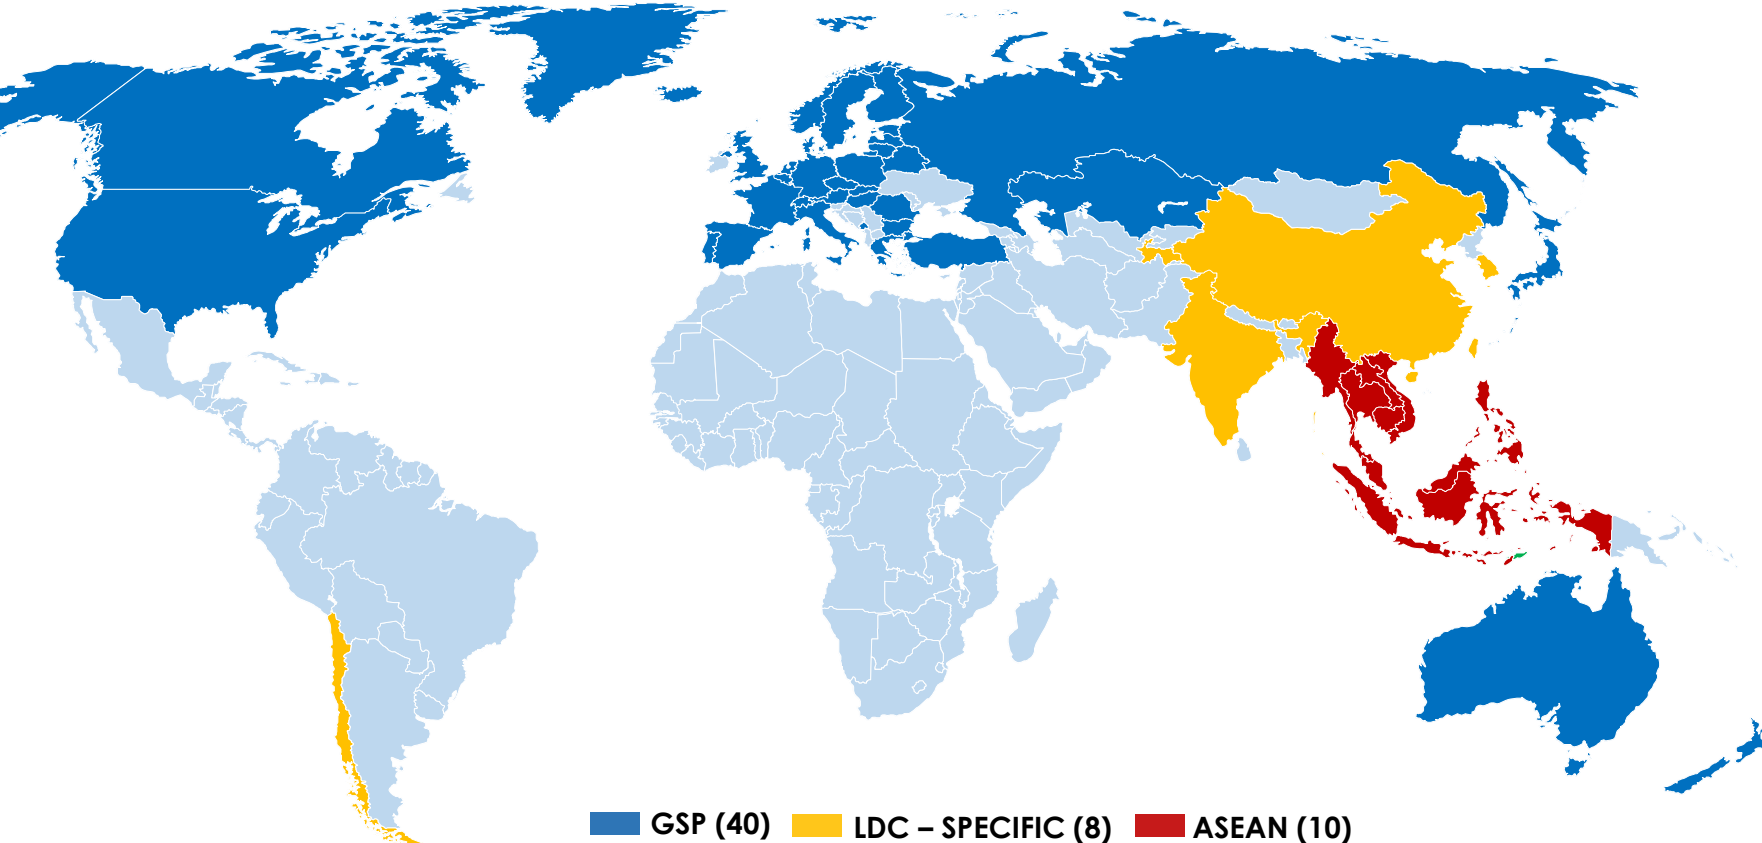 GSP (40) LDC – SPECIFIC (8) ASEAN (10)